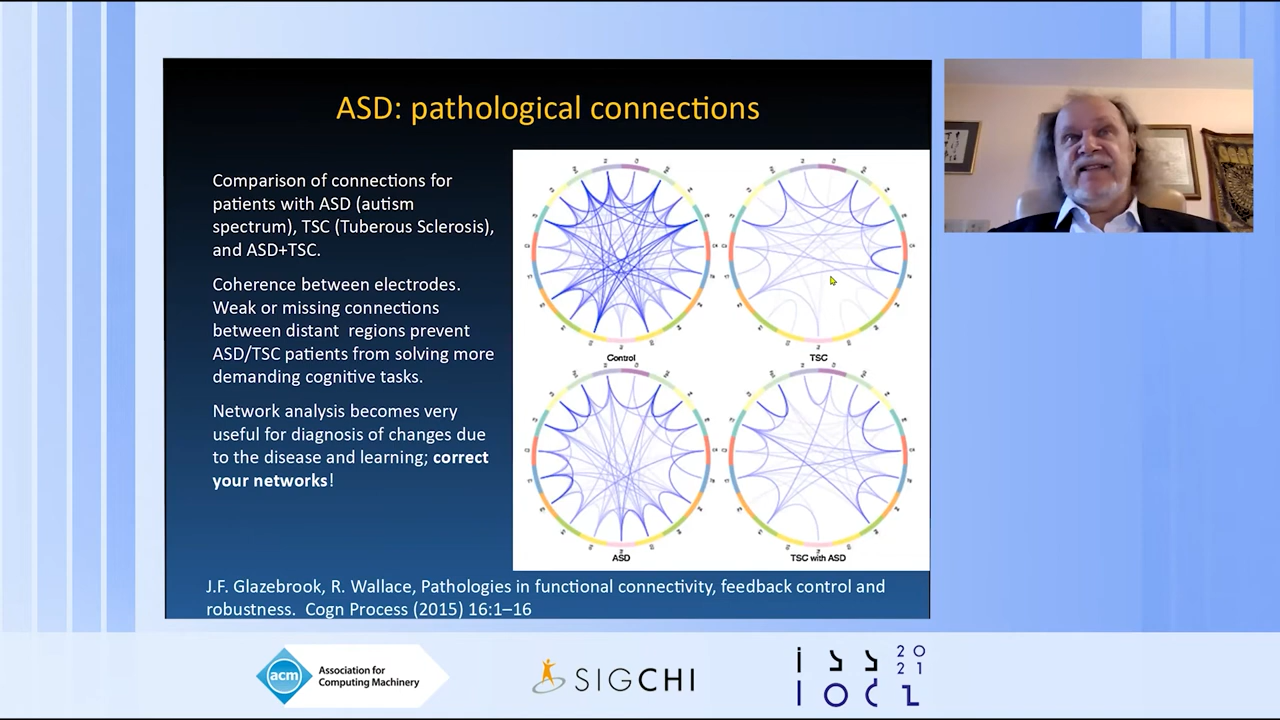 ASD: pathological connections
Comparison of connections for
patients with ASD (autism
spectrum), TSC (Tuberous Sclerosis),
and ASD+TSC.
Coherence between electrodes.
Weak or missing connections
between distant  regions prevent
ASD/TSC patients from solving more
demanding cognitive tasks.
Network analysis becomes very
useful for diagnosis of changes due
to the disease and learning; correct
your networks!
Control
TSC
ASD
TSC with ASD
J.F. Glazebrook, R. Wallace, Pathologies in functional connectivity, feedback control and
robustness.  Cogn Process (2015) 16:1–16
acm
Association for
Computing Machinery
SIGCHI
20
21